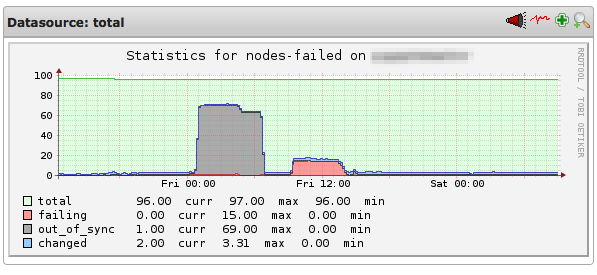 Datasource: total
Statistics for nodes-failed on
RRDTOOL / TOBI OETIKER
100
80
60
40
20
0
Fri 00:00 Fri 12:00 Sat 00:00
total 96.00 curr 97.00 max 96.00 min
failing 0.00 curr 15.00 max 0.00 min
out_of_sync 1.00 curr 69.00 max 0.00 min
changed 2.00 curr 3.31 max 0.00 min